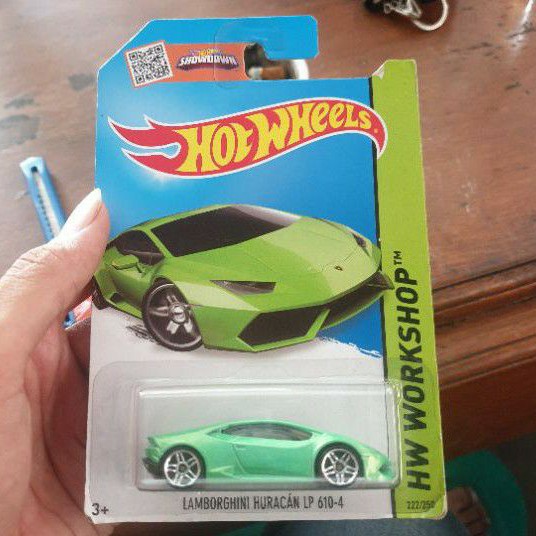 SHOWDOWN
HOT WHEELS
HW WORKSHOP™
3+
LAMBORGHINI HURACÁN LP 610-4
222/250